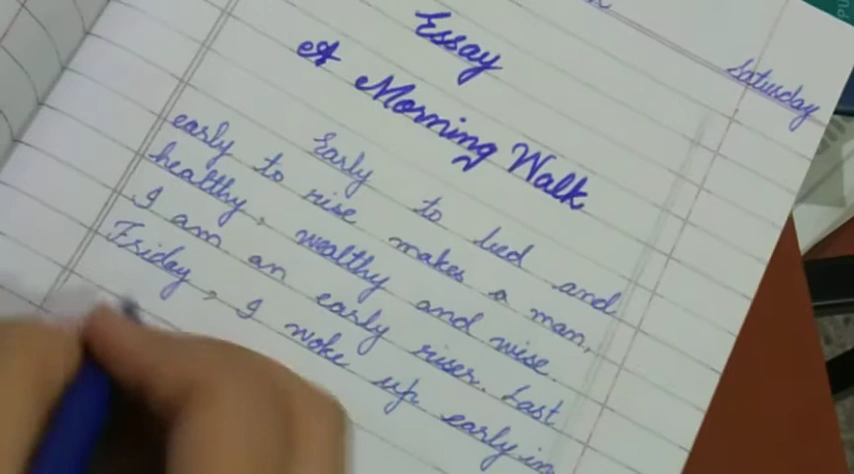 Saturday
Essay
A Morning Walk
Early to bed and
early to rise makes a man,
healthy, wealthy and wise.
I am an early riser. Last
Friday, I woke up early in